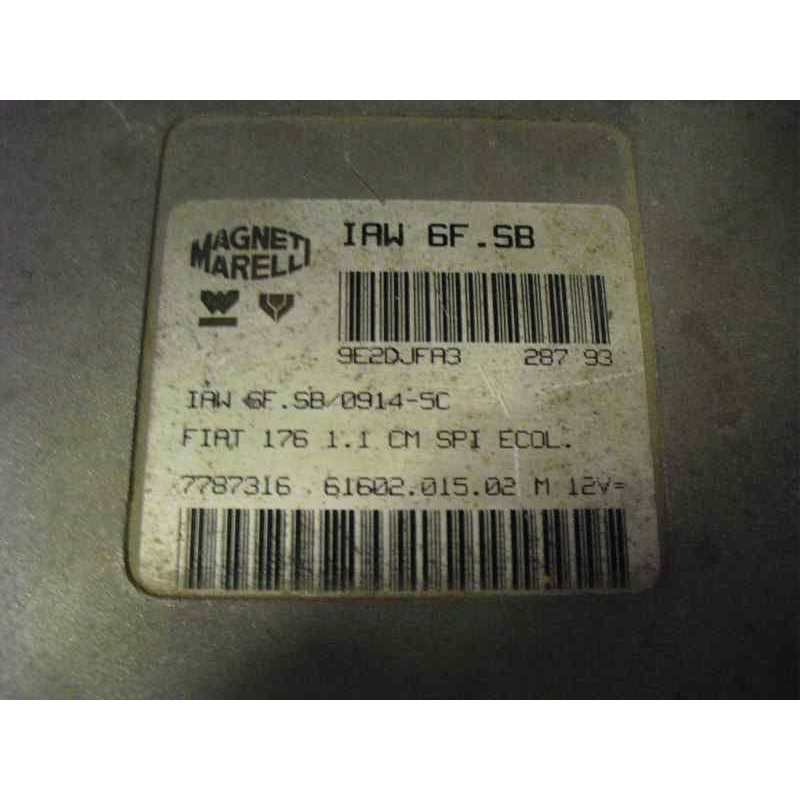 MAGNETI
MARELLI
IAW 6F.SB
9E2DJFA3 287 93
IAW 6F.SB/0914-5C
FIAT 176 1.1 CM SPI ECOL.
7787316 61602.015.02 M 12V=